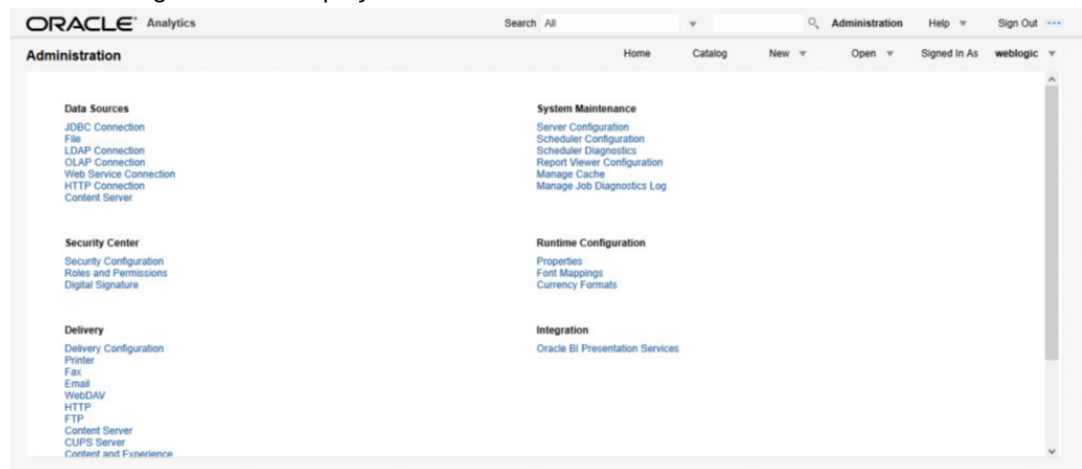 ORACLE Analytics Search All Administration Help Sign Out
Administration Home Catalog New Open Signed In As weblogic
Data Sources
JDBC Connection
File
LDAP Connection
OLAP Connection
Web Service Connection
HTTP Connection
Content Server
System Maintenance
Server Configuration
Scheduler Configuration
Scheduler Diagnostics
Report Viewer Configuration
Manage Cache
Manage Job Diagnostics Log
Security Center
Security Configuration
Roles and Permissions
Digital Signature
Runtime Configuration
Properties
Font Mappings
Currency Formats
Delivery
Delivery Configuration
Printer
Fax
Email
WebDAV
HTTP
FTP
Content Server
CUPS Server
Content and Experience
Integration
Oracle BI Presentation Services